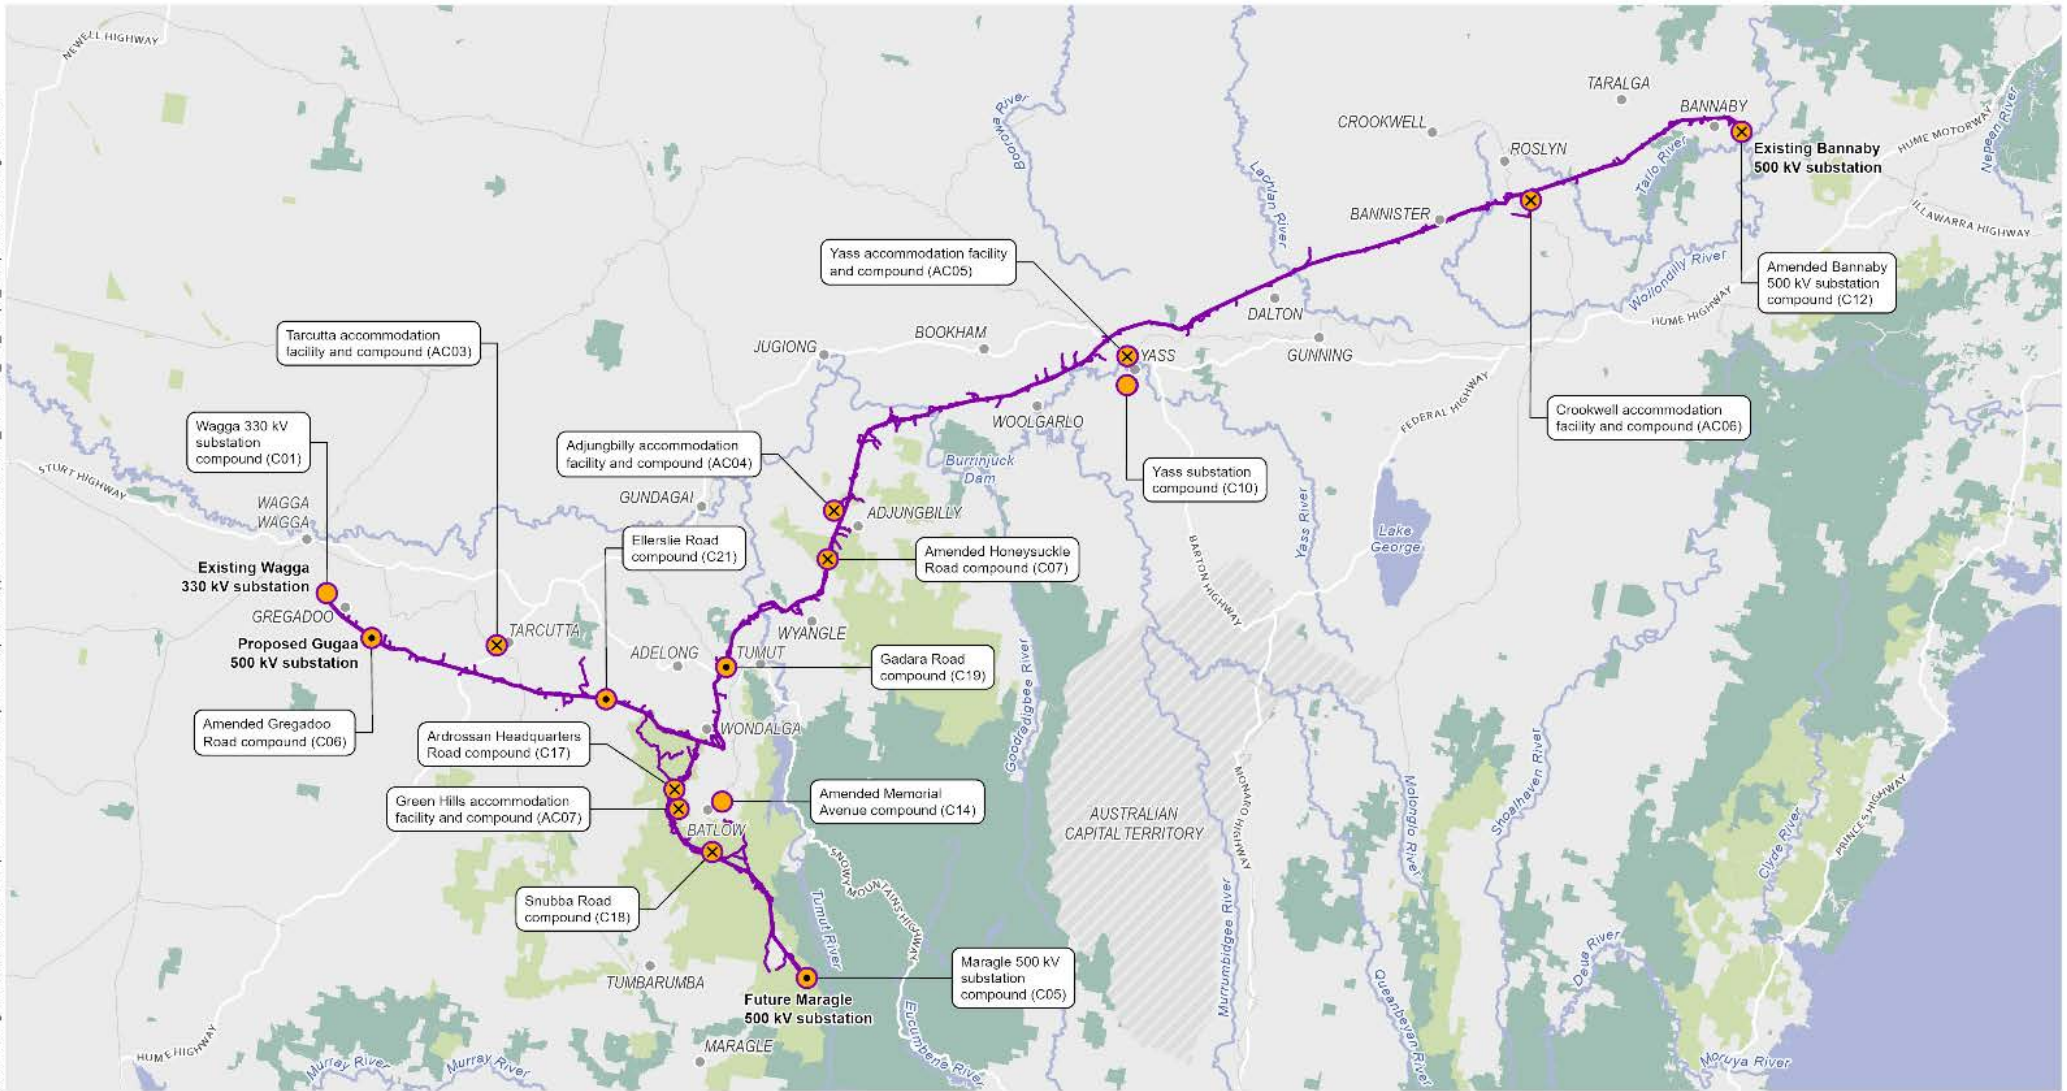 NEWELL HIGHWAY
TARALGA
BANNABY
CROOKWELL
Boorowa River
HUME MOTORWAY
Nepean River
Existing Bannaby
500 kV substation
ROSLYN
Tarlo River
Lachlan River
BANNISTER
ILLAWARRA HIGHWAY
Yass accommodation facility
and compound (AC05)
Wollondilly River
Amended Bannaby
500 kV substation
compound (C12)
HUME HIGHWAY
DALTON
Tarcutta accommodation
facility and compound (AC03)
BOOKHAM
JUGIONG
YASS
GUNNING
WOOLGARLO
FEDERAL HIGHWAY
Crookwell accommodation
facility and compound (AC06)
Wagga 330 kV
substation
compound (C01)
Adjungbilly accommodation
facility and compound (AC04)
Burrinjuck
Dam
Yass substation
compound (C10)
STURT HIGHWAY
WAGGA
WAGGA
GUNDAGAI
ADJUNGBILLY
Yass River
Lake
George
Ellerslie Road
compound (C21)
Amended Honeysuckle
Road compound (C07)
BARTON HIGHWAY
Existing Wagga
330 kV substation
GREGADOO
Proposed Gugaa
500 kV substation
TARCUTTA
WYANGLE
ADELONG
TUMUT
Gadara Road
compound (C19)
Goodradigbee River
Amended Gregadoo
Road compound (C06)
Ardrossan Headquarters
Road compound (C17)
WONDALGA
Green Hills accommodation
facility and compound (AC07)
Amended Memorial
Avenue compound (C14)
BATLOW
AUSTRALIAN
CAPITAL TERRITORY
MONARO HIGHWAY
Molonglo River
Shoalhaven River
Clyde River
PRINCES HIGHWAY
SNOWY MOUNTAINS HIGHWAY
Snubba Road
compound (C18)
Tumut River
Murrumbidgee River
Deua River
Maragle 500 kV
substation
compound (C05)
TUMBARUMBA
Future Maragle
500 kV substation
Queanbeyan River
Eucumbene River
HUME HIGHWAY
MARAGLE
Murray River
Murray River
Moruya River